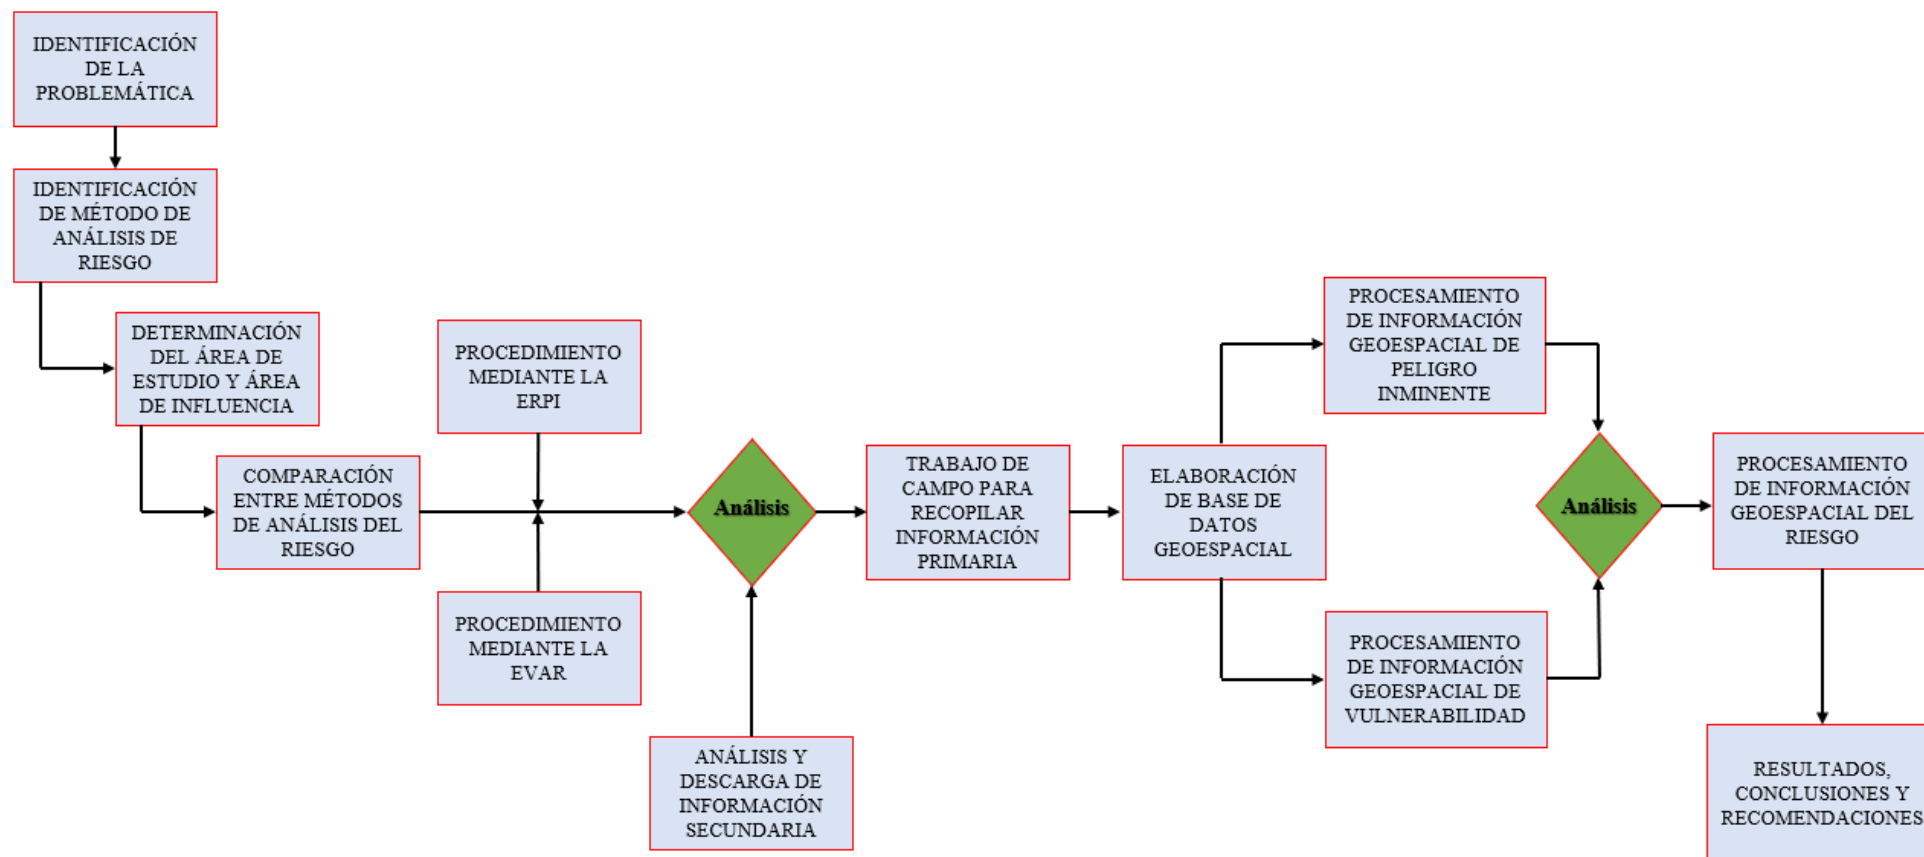 IDENTIFICACIÓN
DE LA
PROBLEMÁTICA
IDENTIFICACIÓN
DE MÉTODO DE
ANÁLISIS DE
RIESGO
DETERMINACIÓN
DEL ÁREA DE
ESTUDIO Y ÁREA
DE INFLUENCIA
COMPARACIÓN
ENTRE MÉTODOS
DE ANÁLISIS DEL
RIESGO
PROCEDIMIENTO
MEDIANTE LA
ERPI
PROCEDIMIENTO
MEDIANTE LA
EVAR
Análisis
ANÁLISIS Y
DESCARGA DE
INFORMACIÓN
SECUNDARIA
TRABAJO DE
CAMPO PARA
RECOPILAR
INFORMACIÓN
PRIMARIA
ELABORACIÓN
DE BASE DE
DATOS
GEOESPACIAL
PROCESAMIENTO
DE INFORMACIÓN
GEOESPACIAL DE
PELIGRO
INMINENTE
PROCESAMIENTO
DE INFORMACIÓN
GEOESPACIAL DE
VULNERABILIDAD
Análisis
PROCESAMIENTO
DE INFORMACIÓN
GEOESPACIAL DEL
RIESGO
RESULTADOS,
CONCLUSIONES Y
RECOMENDACIONES